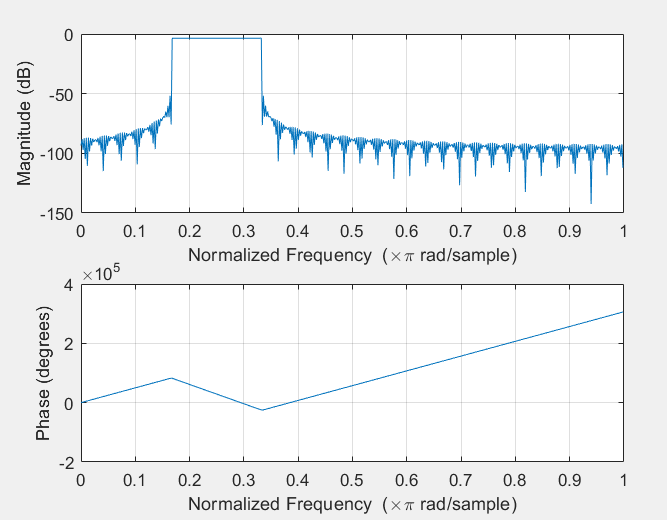 0
-50
-100
-150
Magnitude (dB)
0 0.1 0.2 0.3 0.4 0.5 0.6 0.7 0.8 0.9 1
Normalized Frequency (×π rad/sample)
×10^5
4
2
0
-2
Phase (degrees)
0 0.1 0.2 0.3 0.4 0.5 0.6 0.7 0.8 0.9 1
Normalized Frequency (×π rad/sample)